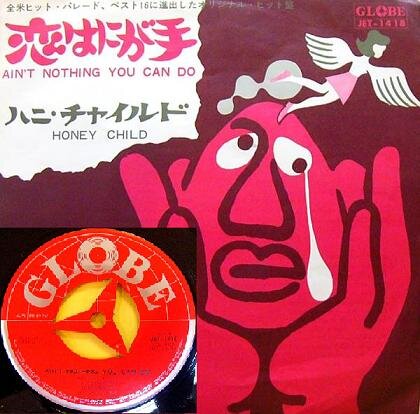 全米ヒット・パレード、ベスト16に進出したオリジナル・ヒット盤
GLOBE
JET-1418
恋はにが手
AIN'T NOTHING YOU CAN DO
ハニ・チャイルド
HONEY CHILD
GLOBE